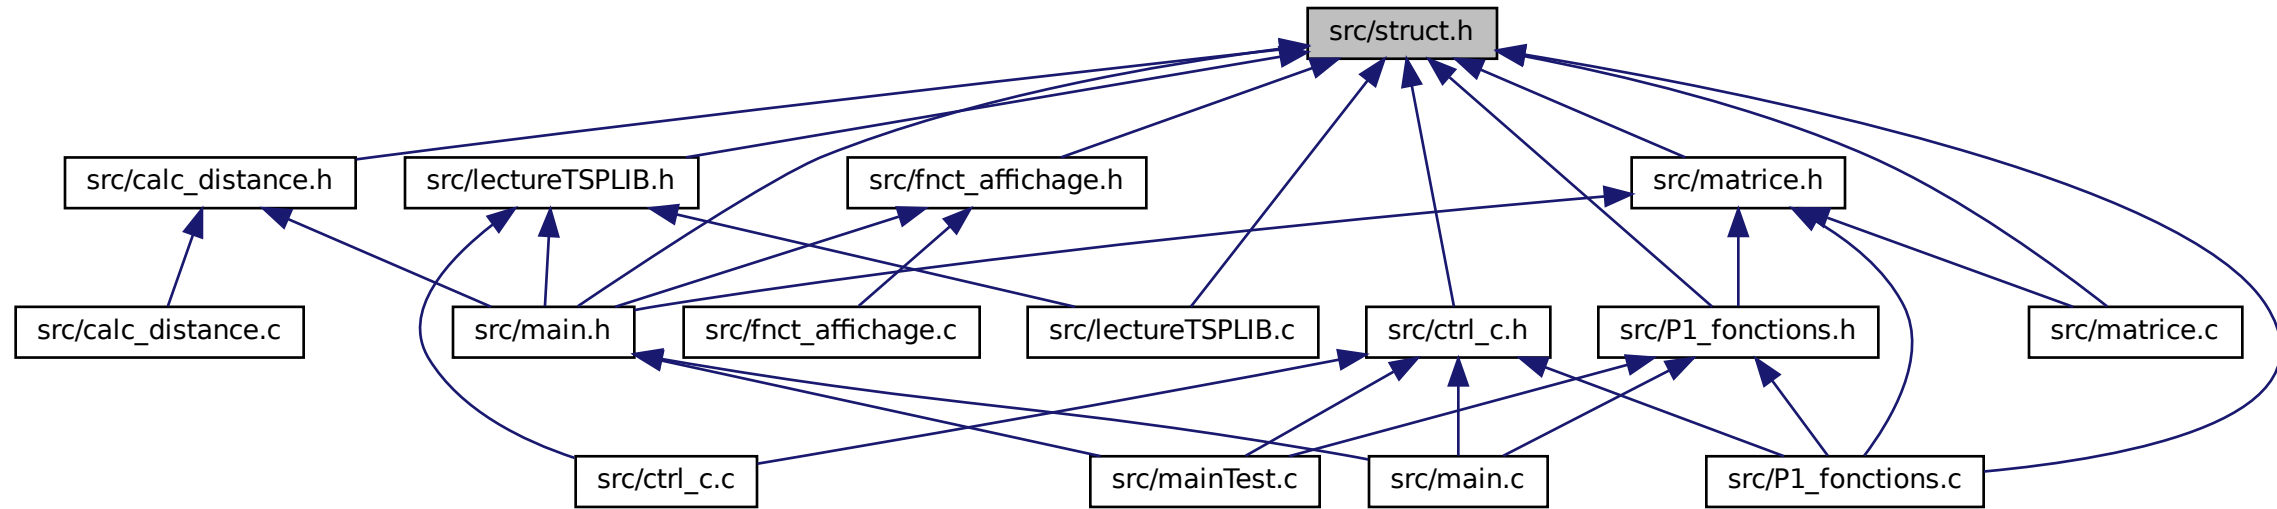 src/struct.h
src/calc_distance.h
src/lectureTSPLIB.h
src/fnct_affichage.h
src/matrice.h
src/calc_distance.c
src/main.h
src/fnct_affichage.c
src/lectureTSPLIB.c
src/ctrl_c.h
src/P1_fonctions.h
src/matrice.c
src/ctrl_c.c
src/mainTest.c
src/main.c
src/P1_fonctions.c